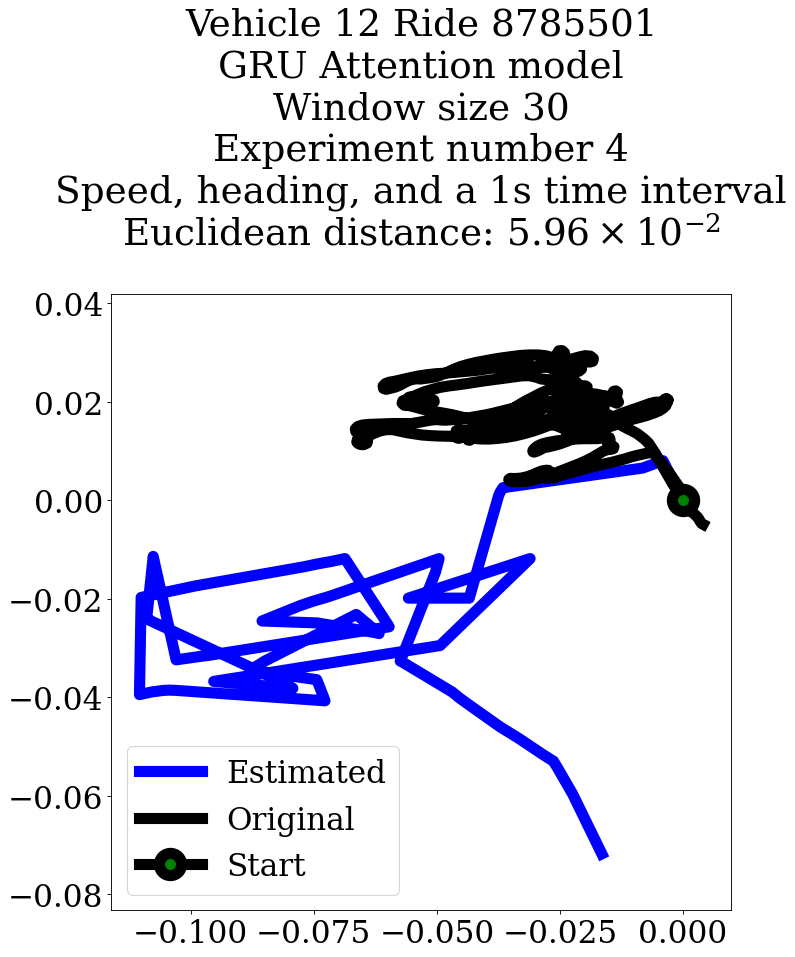 Vehicle 12 Ride 8785501
GRU Attention model
Window size 30
Experiment number 4
Speed, heading, and a 1s time interval
Euclidean distance: 5.96 × 10⁻²
0.04
0.02
0.00
−0.02
−0.04
−0.06
−0.08
Estimated
Original
Start
−0.100 −0.075 −0.050 −0.025 0.000